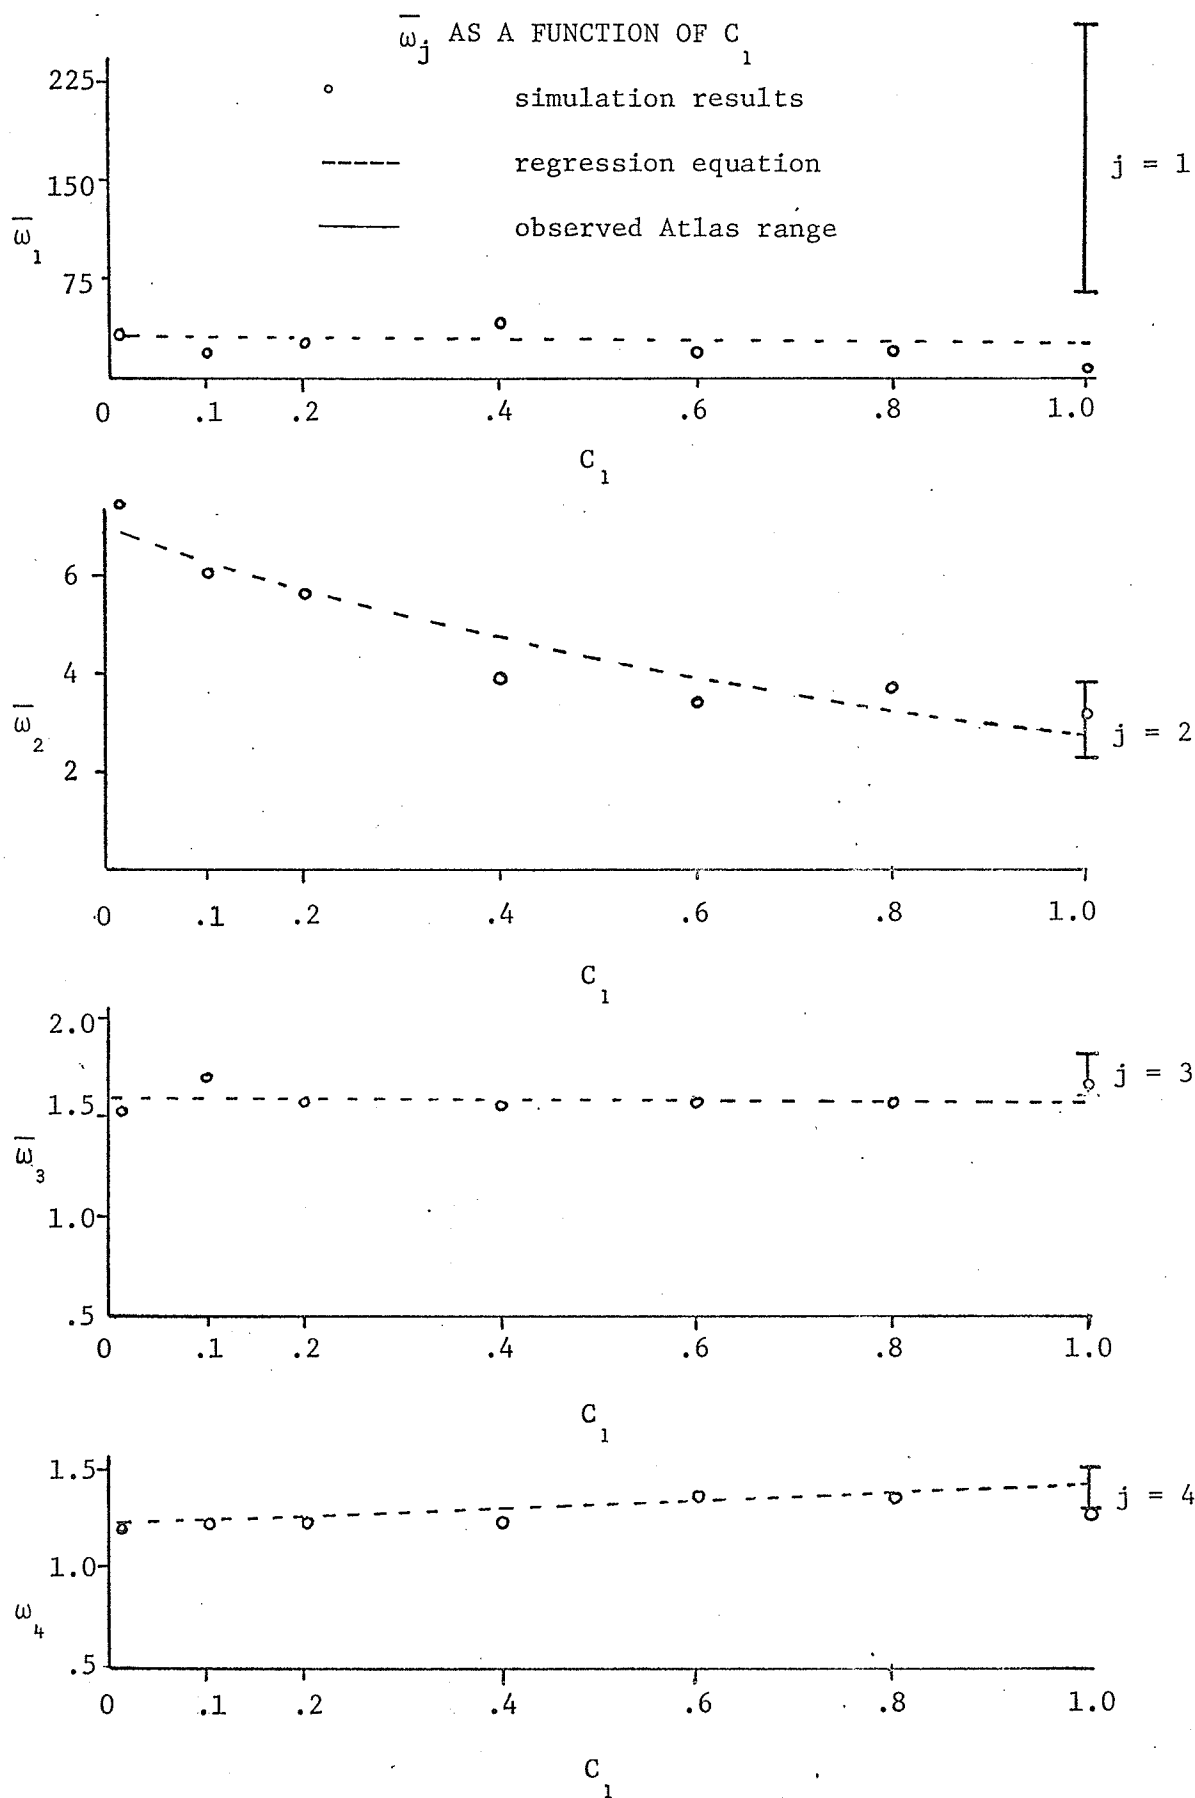 ω̅j AS A FUNCTION OF C1
simulation results
regression equation
observed Atlas range
225
150
75
ω̅1
j = 1
0 .1 .2 .4 .6 .8 1.0
C1
6
4
2
ω̅2
j = 2
0 .1 .2 .4 .6 .8 1.0
C1
2.0
1.5
1.0
.5
ω̅3
j = 3
0 .1 .2 .4 .6 .8 1.0
C1
1.5
1.0
.5
ω4
j = 4
0 .1 .2 .4 .6 .8 1.0
C1